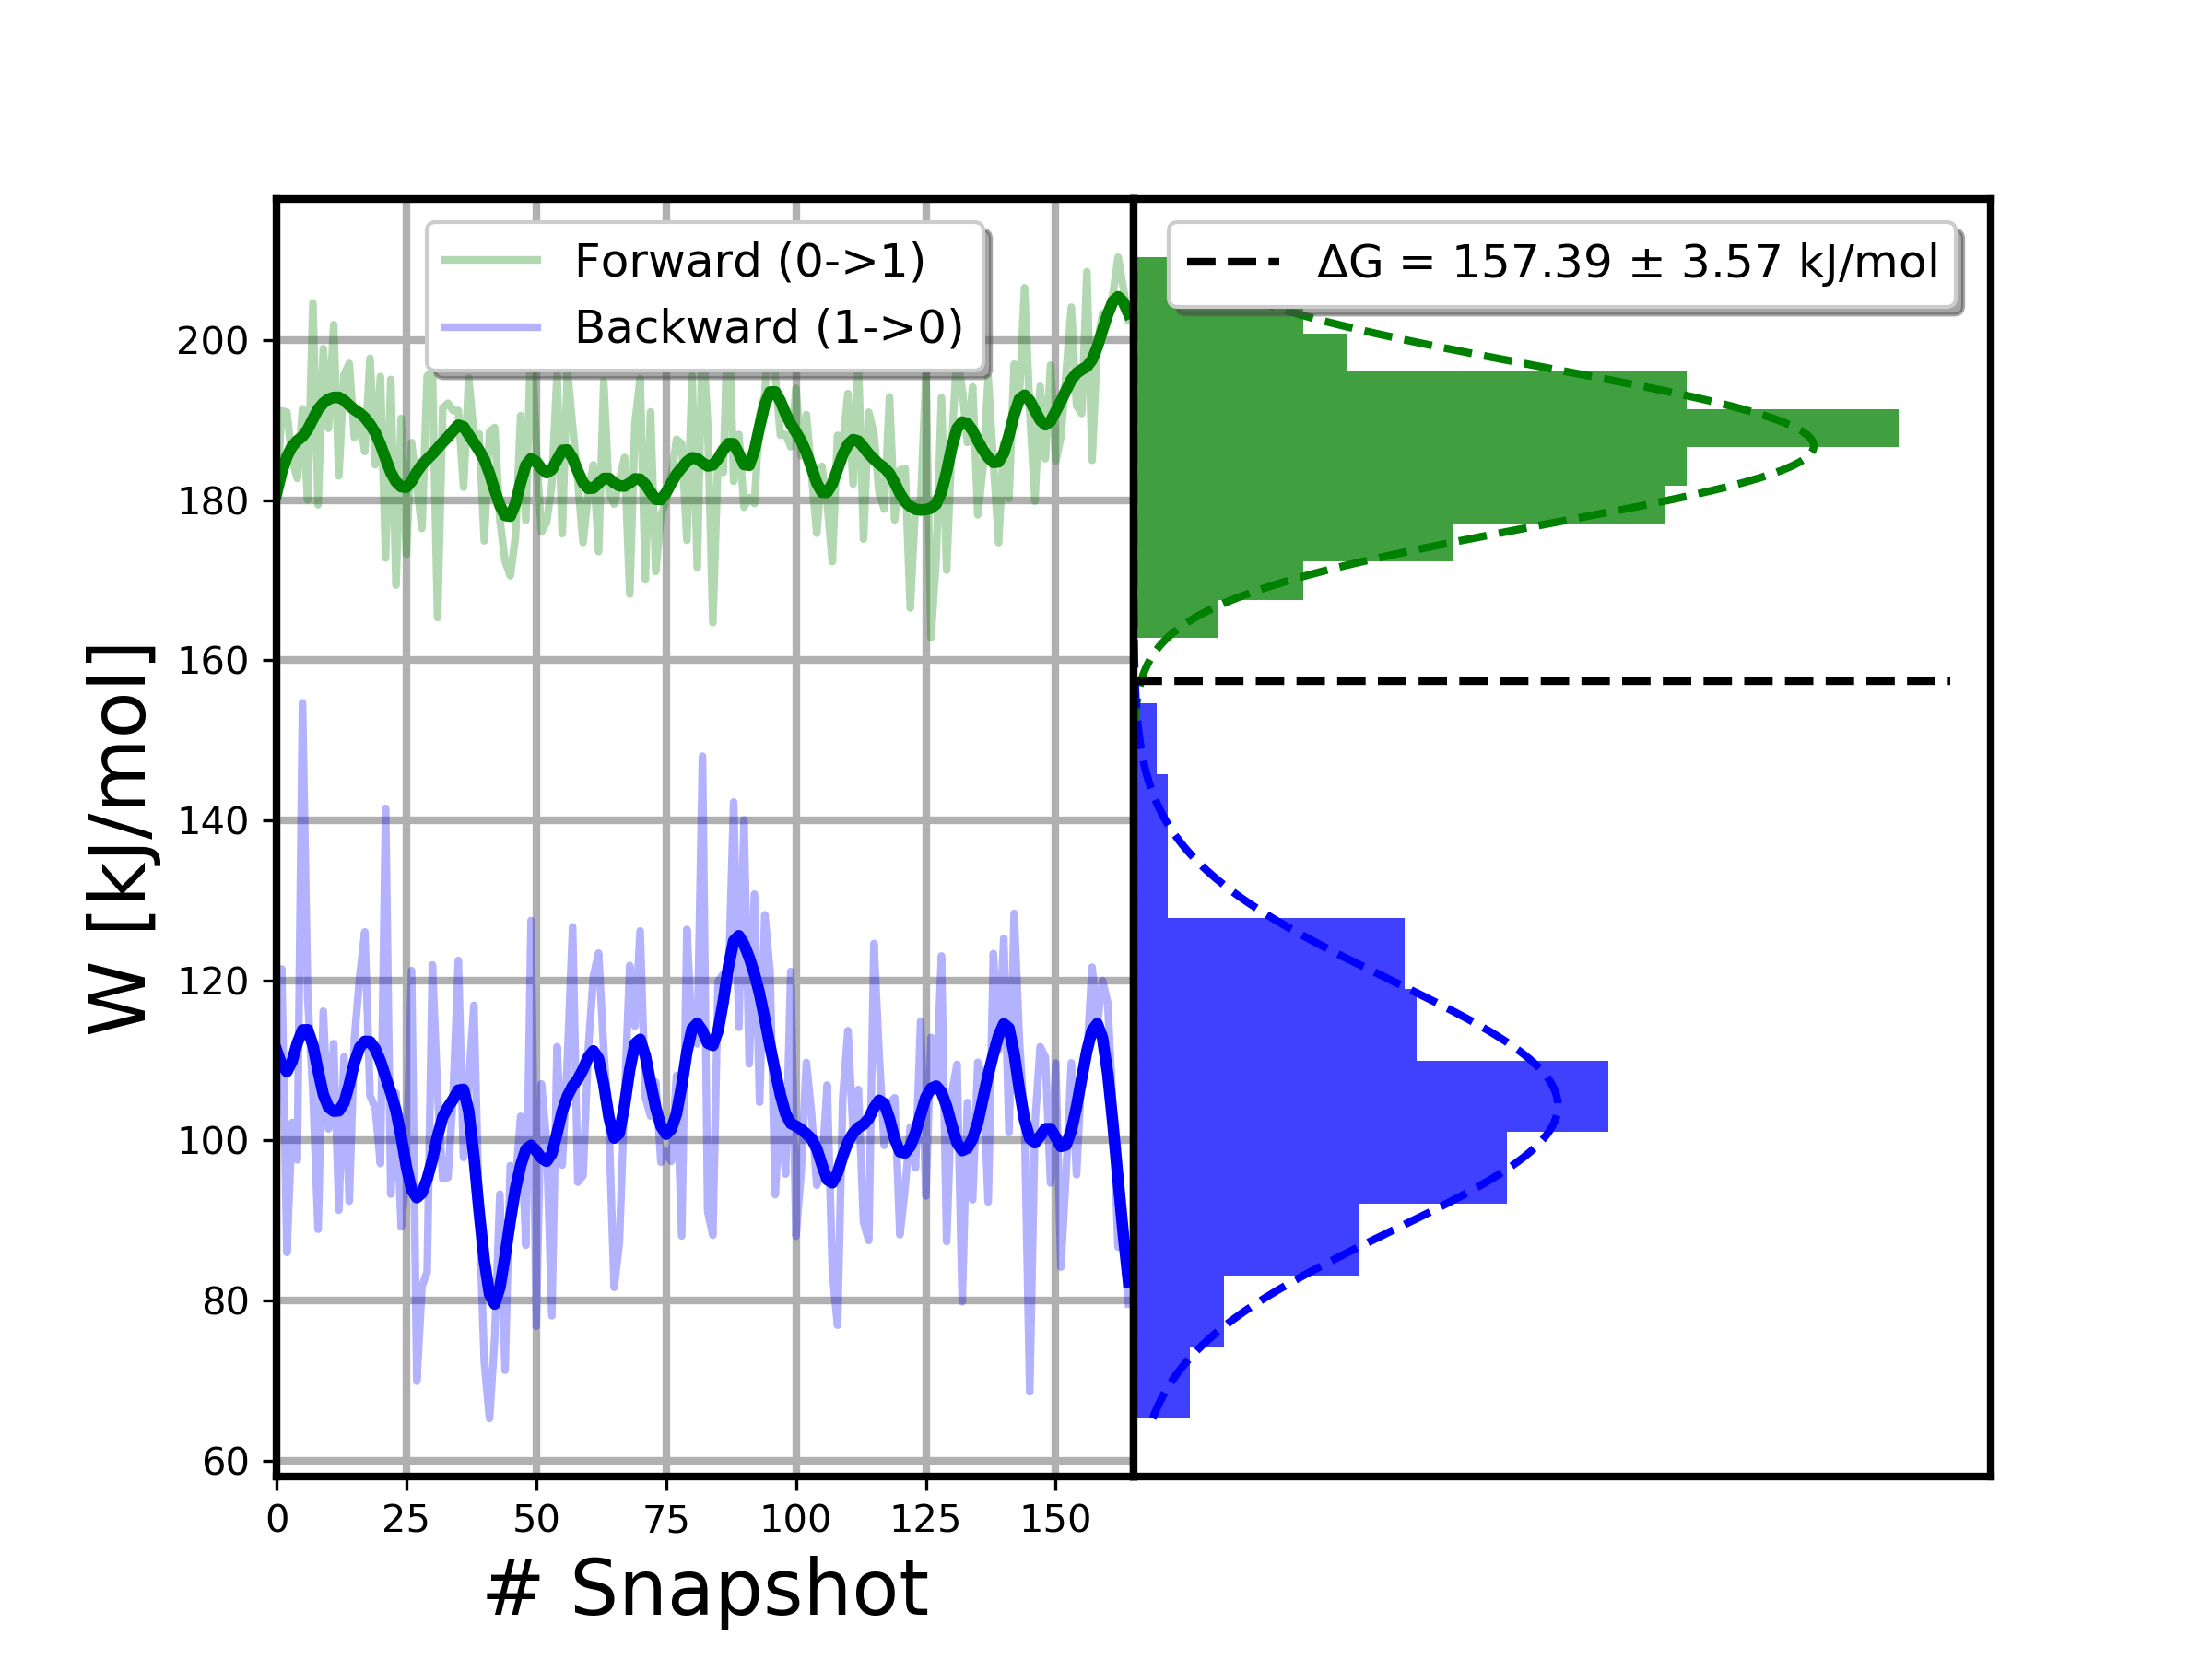 Forward (0->1)
Backward (1->0)
ΔG = 157.39 ± 3.57 kJ/mol
W [kJ/mol]
200
180
160
140
120
100
80
60
0 25 50 75 100 125 150
# Snapshot